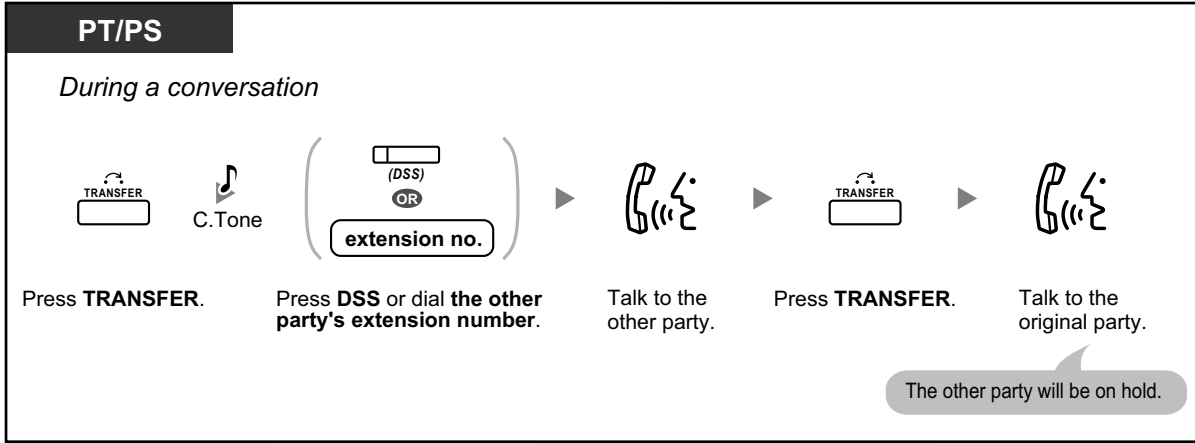 PT/PS
During a conversation
TRANSFER
C.Tone
(DSS)
OR
extension no.
TRANSFER
Press TRANSFER.
Press DSS or dial the other
party's extension number.
Talk to the
other party.
Press TRANSFER.
Talk to the
original party.
The other party will be on hold.